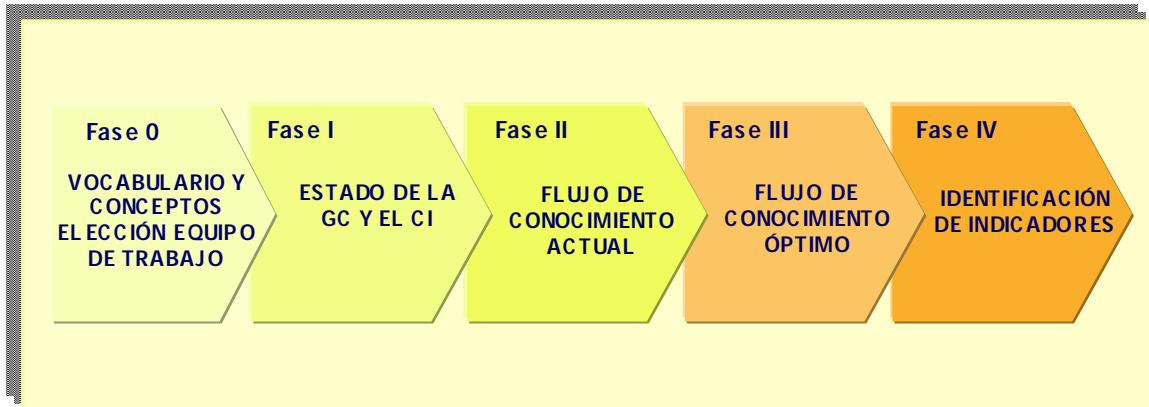 Fase 0
VOCABULARIO Y
CONCEPTOS
ELECCIÓN EQUIPO
DE TRABAJO
Fase I
ESTADO DE LA
GC Y EL CI
Fase II
FLUJO DE
CONOCIMIENTO
ACTUAL
Fase III
FLUJO DE
CONOCIMIENTO
ÓPTIMO
Fase IV
IDENTIFICACIÓN
DE INDICADORES